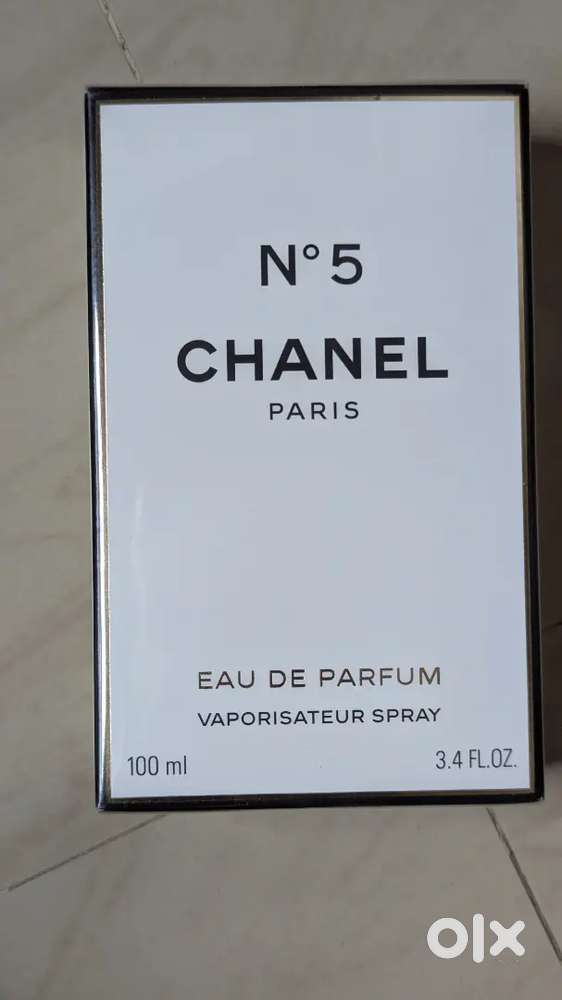 N° 5
CHANEL
PARIS
EAU DE PARFUM
VAPORISATEUR SPRAY
100 ml
3.4 FL.OZ.
olx